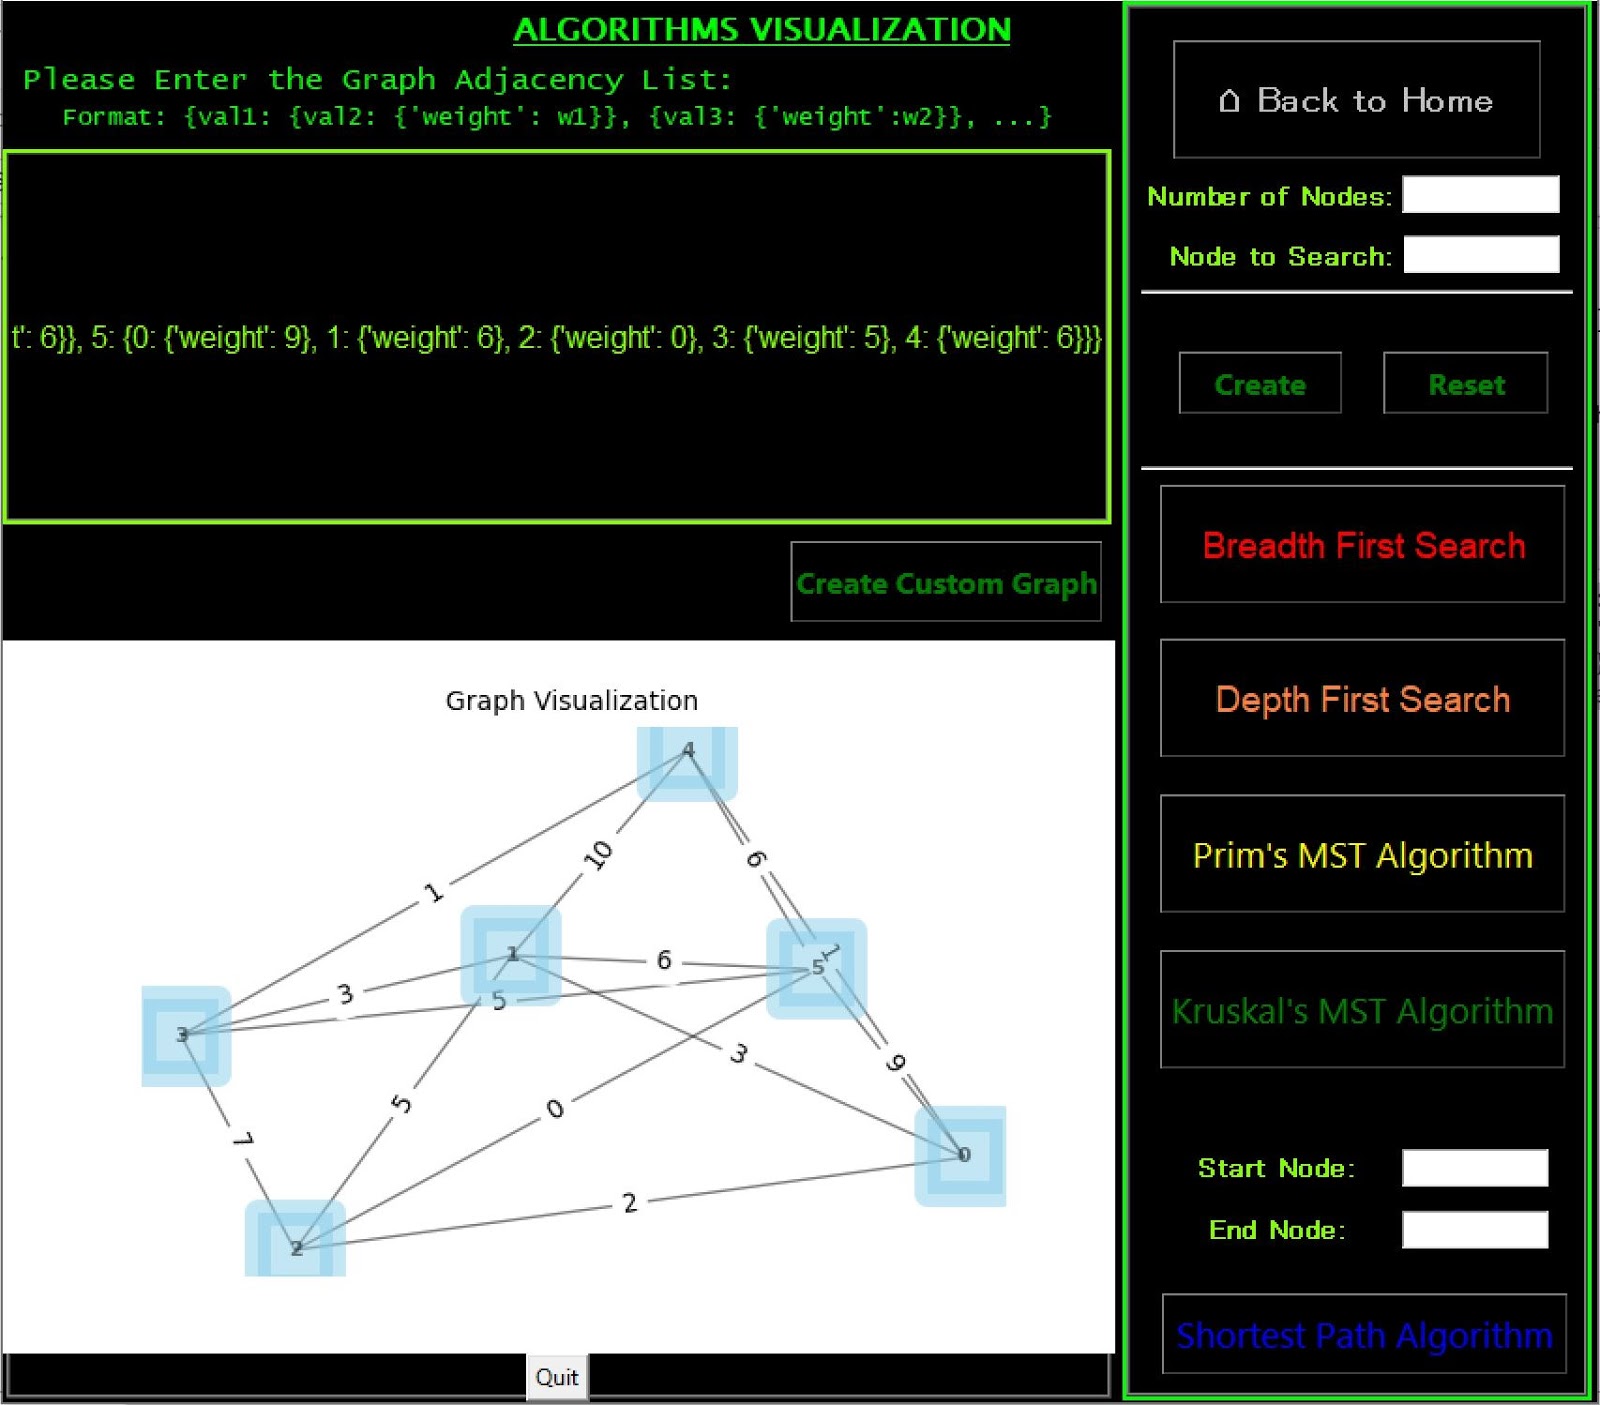 ALGORITHMS VISUALIZATION
Please Enter the Graph Adjacency List:
Format: {val1: {val2: {'weight': w1}}, {val3: {'weight':w2}}, ...}
t': 6}}, 5: {0: {'weight': 9}, 1: {'weight': 6}, 2: {'weight': 0}, 3: {'weight': 5}, 4: {'weight': 6}}}
Create Custom Graph
Graph Visualization
4
10
6
1
1
6
1
5
3
5
3
3
9
7
5
0
0
2
2
Quit
⌂ Back to Home
Number of Nodes:
Node to Search:
Create
Reset
Breadth First Search
Depth First Search
Prim's MST Algorithm
Kruskal's MST Algorithm
Start Node:
End Node:
Shortest Path Algorithm